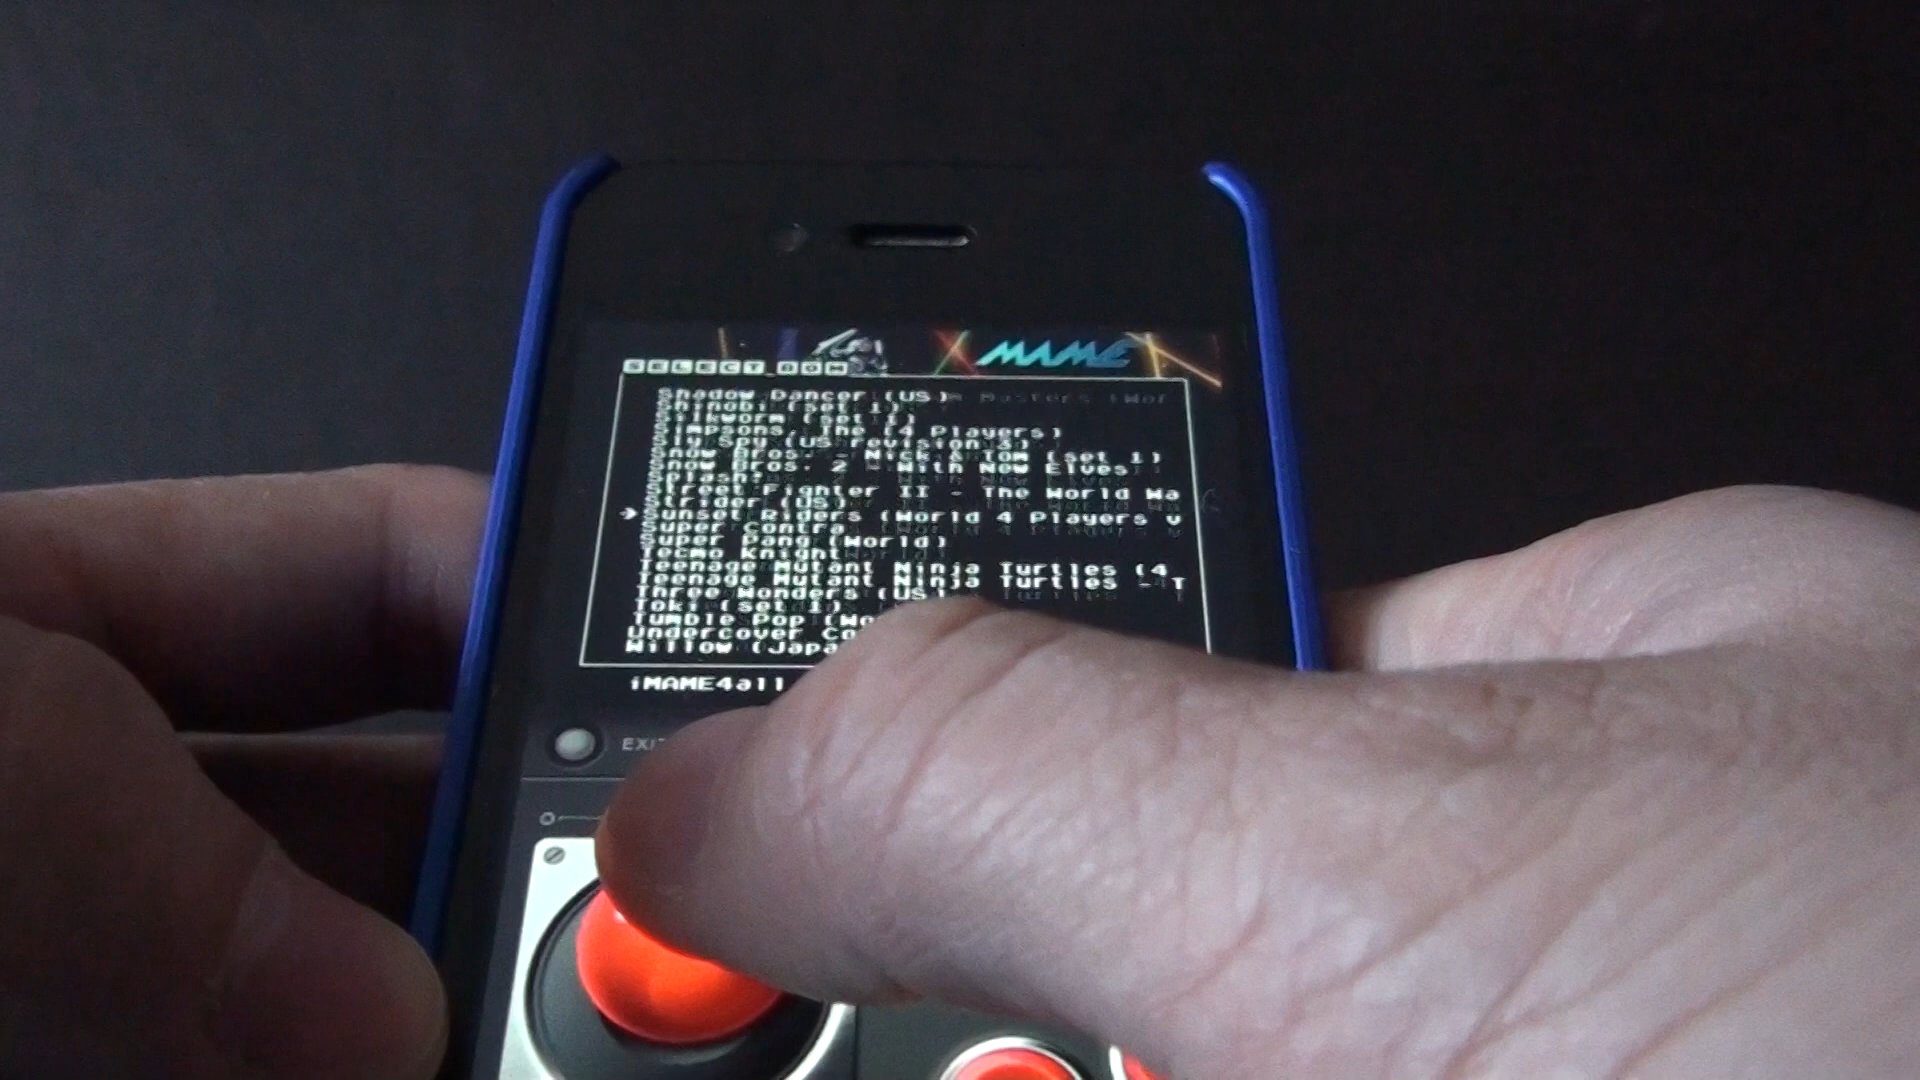 MAME
SELECT ROM
Shadow Dancer (US)
Shinobi (set 1)
Silkworm (set 1)
Simpsons, The (4 Players)
Sly Spy (US revision 3)
Snow Bros. - Nick & Tom (set 1)
Snow Bros. 2 - With New Elves
Splash!
Street Fighter II - The World Wa
Strider (US)
Sunset Riders (World 4 Players v
Super Contra
Super Pang (World)
Tecmo Knight
Teenage Mutant Ninja Turtles (4
Teenage Mutant Ninja Turtles - T
Three Wonders (US)
Toki (set 1)
Tumble Pop (Wo
Undercover Co
Willow (Japa
iMAME4all
EXIT